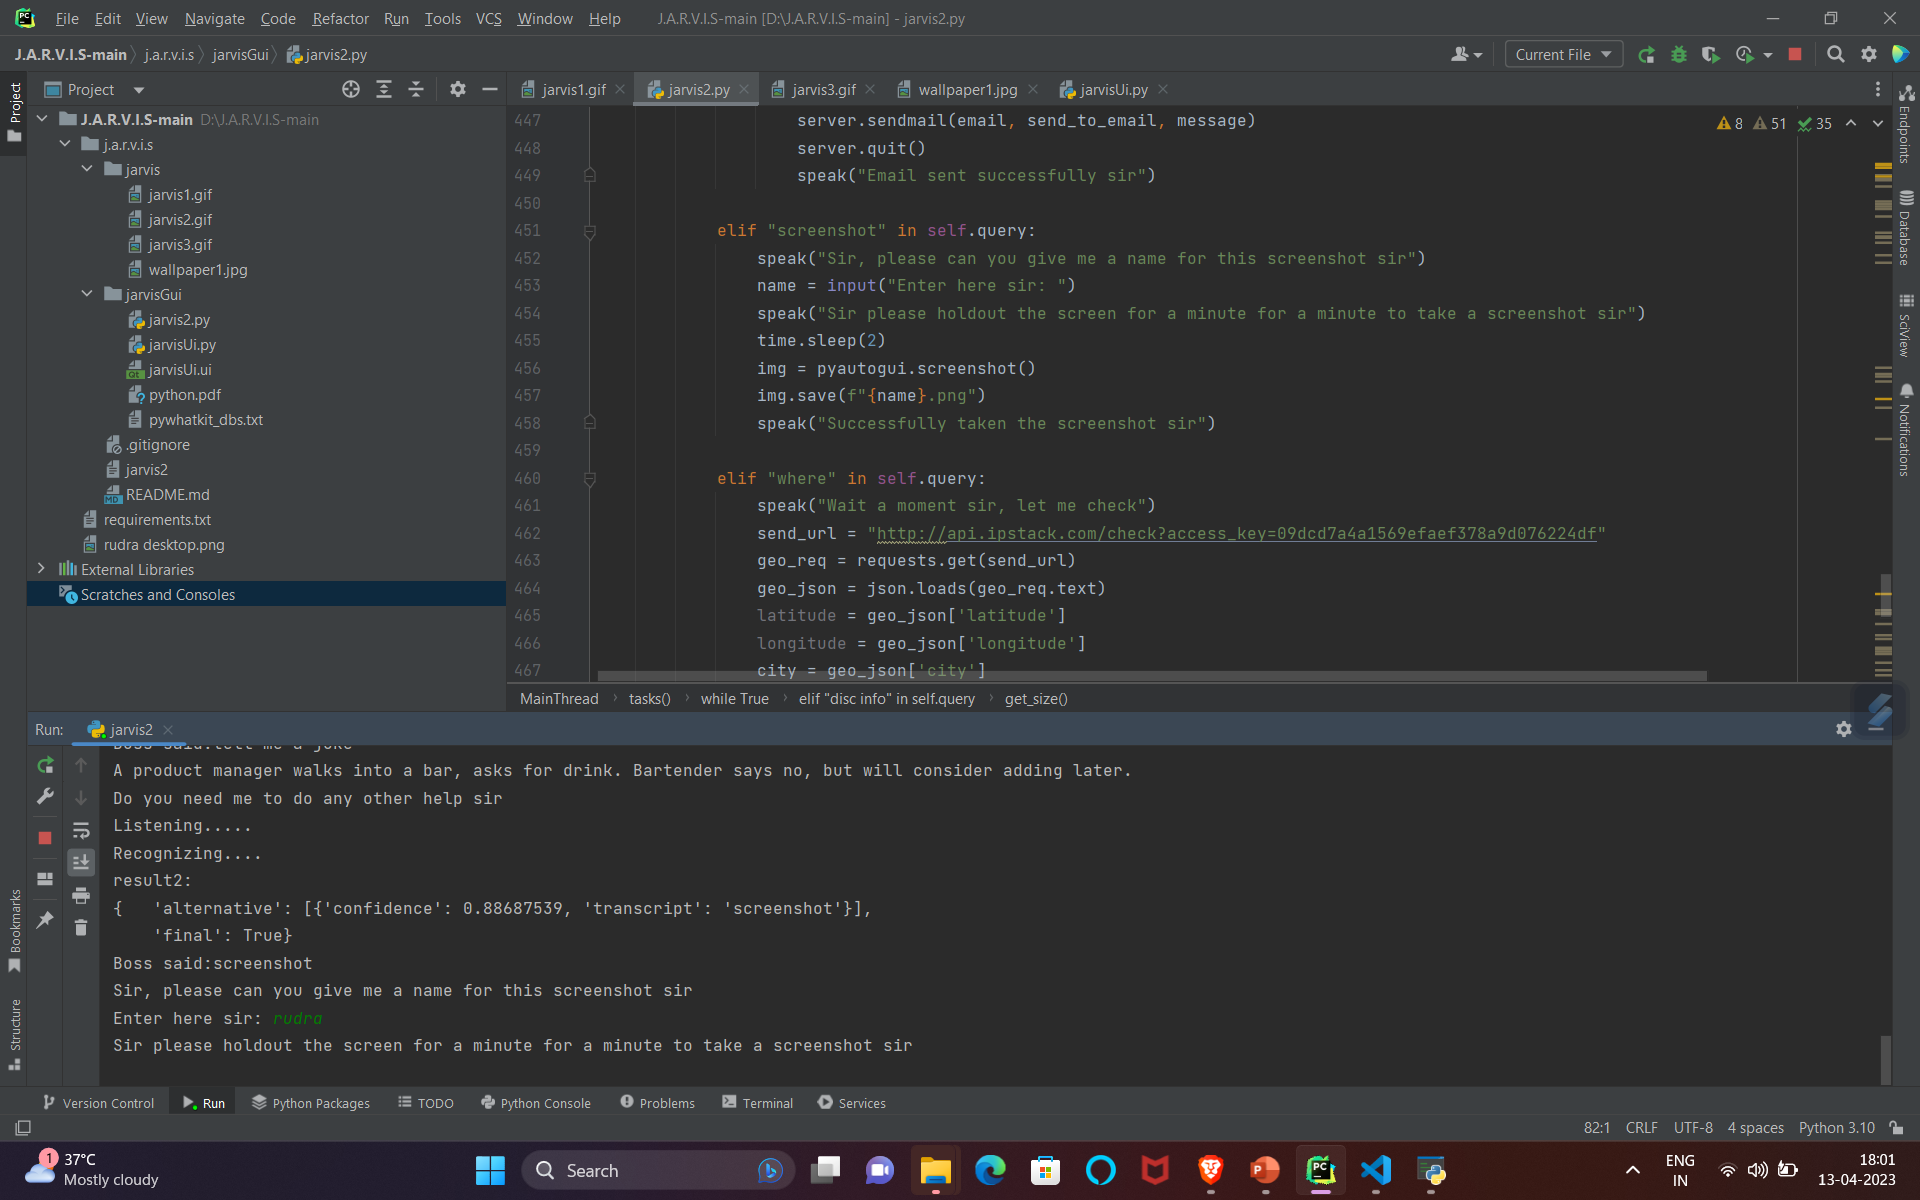 File Edit View Navigate Code Refactor Run Tools VCS Window Help J.A.R.V.I.S-main [D:\J.A.R.V.I.S-main] - jarvis2.py
J.A.R.V.I.S-main j.a.r.v.i.s jarvisGui jarvis2.py Current File
Project
Project
jarvis1.gif jarvis2.py jarvis3.gif wallpaper1.jpg jarvisUi.py
J.A.R.V.I.S-main D:\J.A.R.V.I.S-main
j.a.r.v.i.s
jarvis
jarvis1.gif
jarvis2.gif
jarvis3.gif
wallpaper1.jpg
jarvisGui
jarvis2.py
jarvisUi.py
jarvisUi.ui
python.pdf
pywhatkit_dbs.txt
.gitignore
jarvis2
README.md
requirements.txt
rudra desktop.png
External Libraries
Scratches and Consoles
8 51 35
447 server.sendmail(email, send_to_email, message)
448 server.quit()
449 speak("Email sent successfully sir")
450
451 elif "screenshot" in self.query:
452 speak("Sir, please can you give me a name for this screenshot sir")
453 name = input("Enter here sir: ")
454 speak("Sir please holdout the screen for a minute for a minute to take a screenshot sir")
455 time.sleep(2)
456 img = pyautogui.screenshot()
457 img.save(f"{name}.png")
458 speak("Successfully taken the screenshot sir")
459
460 elif "where" in self.query:
461 speak("Wait a moment sir, let me check")
462 send_url = "http://api.ipstack.com/check?access_key=09dcd7a4a1569efaef378a9d076224df"
463 geo_req = requests.get(send_url)
464 geo_json = json.loads(geo_req.text)
465 latitude = geo_json['latitude']
466 longitude = geo_json['longitude']
467 city = geo_json['city']
MainThread tasks() while True elif "disc info" in self.query get_size()
Endpoints
Database
SciView
Notifications
Run: jarvis2
Boss said:tell me a joke
A product manager walks into a bar, asks for drink. Bartender says no, but will consider adding later.
Do you need me to do any other help sir
Listening.....
Recognizing....
result2:
{ 'alternative': [{'confidence': 0.88687539, 'transcript': 'screenshot'}],
'final': True}
Boss said:screenshot
Sir, please can you give me a name for this screenshot sir
Enter here sir: rudra
Sir please holdout the screen for a minute for a minute to take a screenshot sir
Bookmarks
Structure
Version Control Run Python Packages TODO Python Console Problems Terminal Services
82:1 CRLF UTF-8 4 spaces Python 3.10
1 37°C
Mostly cloudy
Search
ENG
IN
18:01
13-04-2023